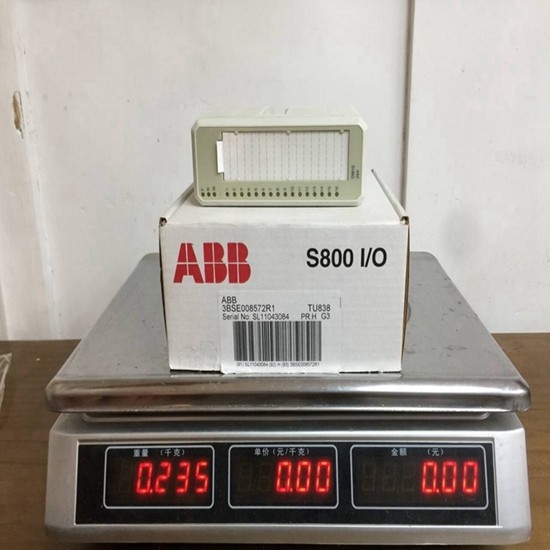 ABB
S800 I/O
ABB
3BSE008572R1 TU838
Serial No: SL11043084 PR:H G3
重量 (千克) 单价 (元/千克) 金额 (元)
0.235 0.00 0.00